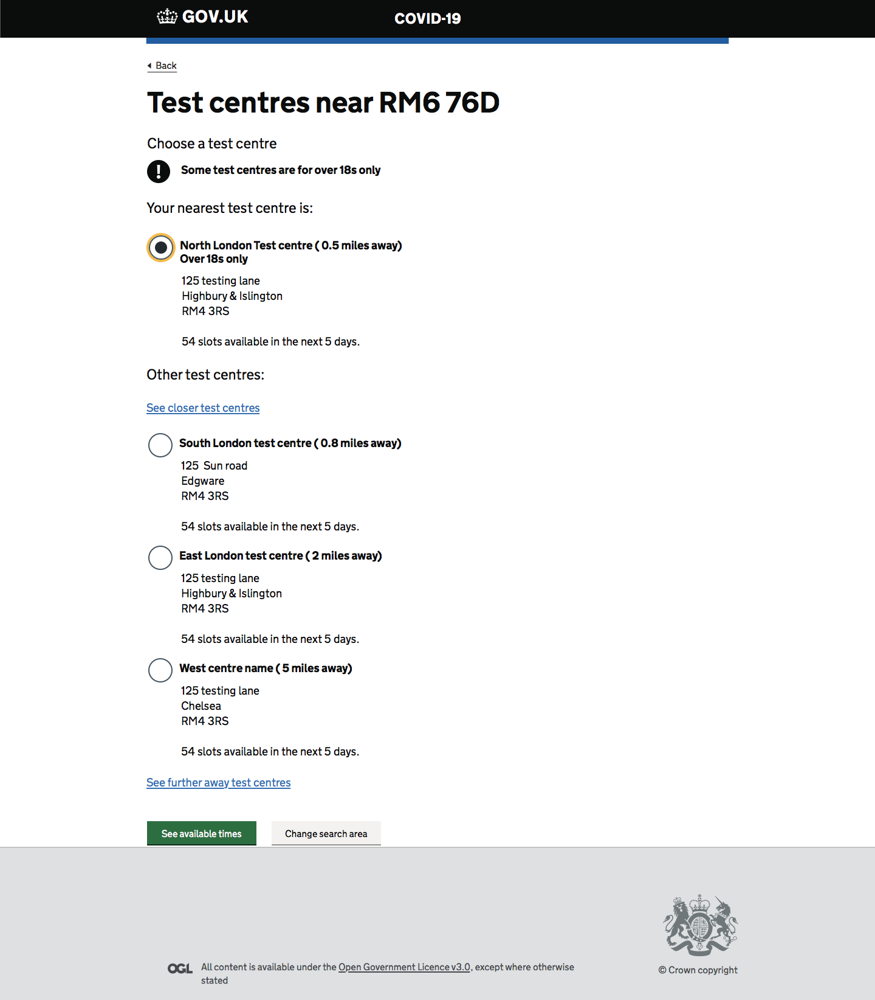 GOV.UK COVID-19
Back
Test centres near RM6 76D
Choose a test centre
! Some test centres are for over 18s only
Your nearest test centre is:
North London Test centre ( 0.5 miles away)
Over 18s only
125 testing lane
Highbury & Islington
RM4 3RS
54 slots available in the next 5 days.
Other test centres:
See closer test centres
South London test centre ( 0.8 miles away)
125  Sun road
Edgware
RM4 3RS
54 slots available in the next 5 days.
East London test centre ( 2 miles away)
125 testing lane
Highbury & Islington
RM4 3RS
54 slots available in the next 5 days.
West centre name ( 5 miles away)
125 testing lane
Chelsea
RM4 3RS
54 slots available in the next 5 days.
See further away test centres
See available times Change search area
OGL All content is available under the Open Government Licence v3.0, except where otherwise
stated
© Crown copyright